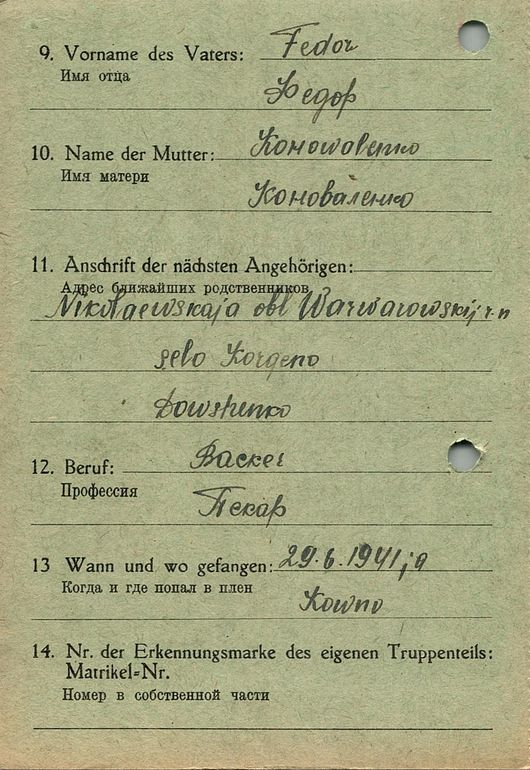 9. Vorname des Vaters: Fedor
Имя отца
Федор
10. Name der Mutter: Konowalenko
Имя матери
Коноваленко
11. Anschrift der nächsten Angehörigen:
Адрес ближайших родственников
Nikolaewskaja obl Warwarowskij r-n
selo Korgeno
Dowshenko
12. Beruf: Backer
Профессия
Пекар
13 Wann und wo gefangen: 29.6.1941 ja
Когда и где попал в плен
Kowno
14. Nr. der Erkennungsmarke des eigenen Truppenteils:
Matrikel-Nr.
Номер в собственной части